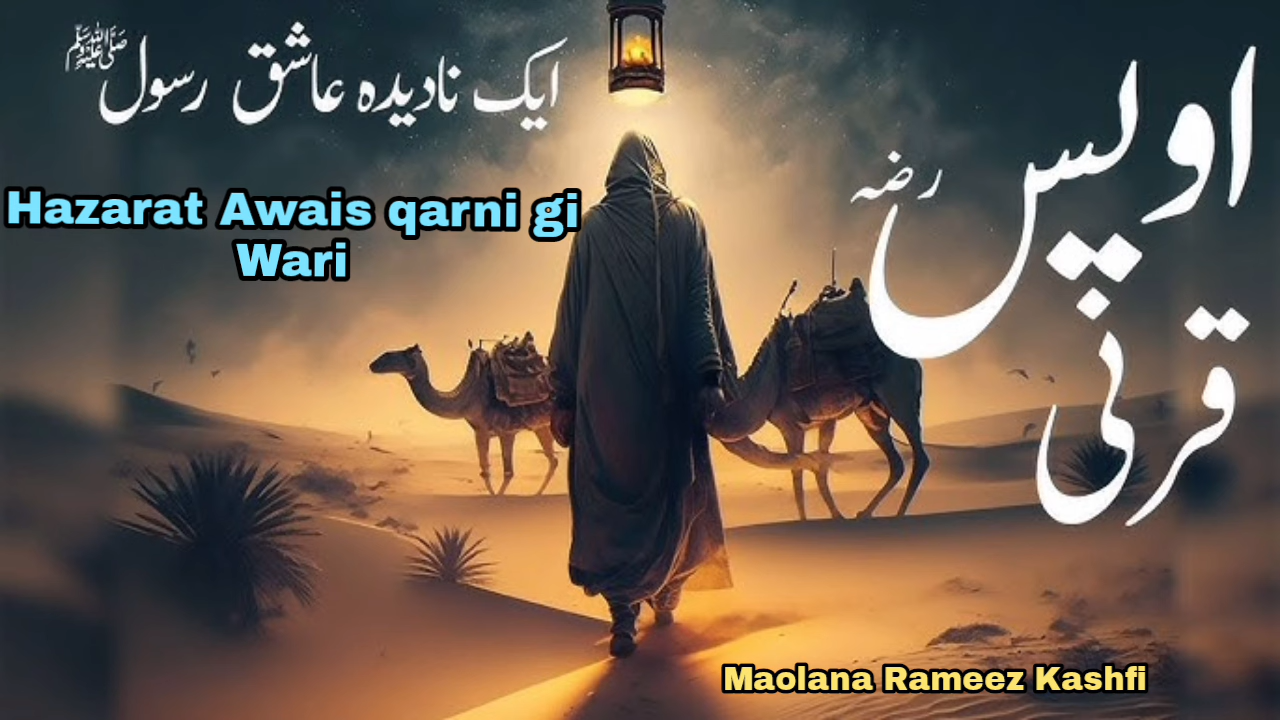 ایک نادیدہ عاشق رسول ﷺ
اویس
رضہ
قرنی
Hazarat Awais qarni gi
Wari
Maolana Rameez Kashfi